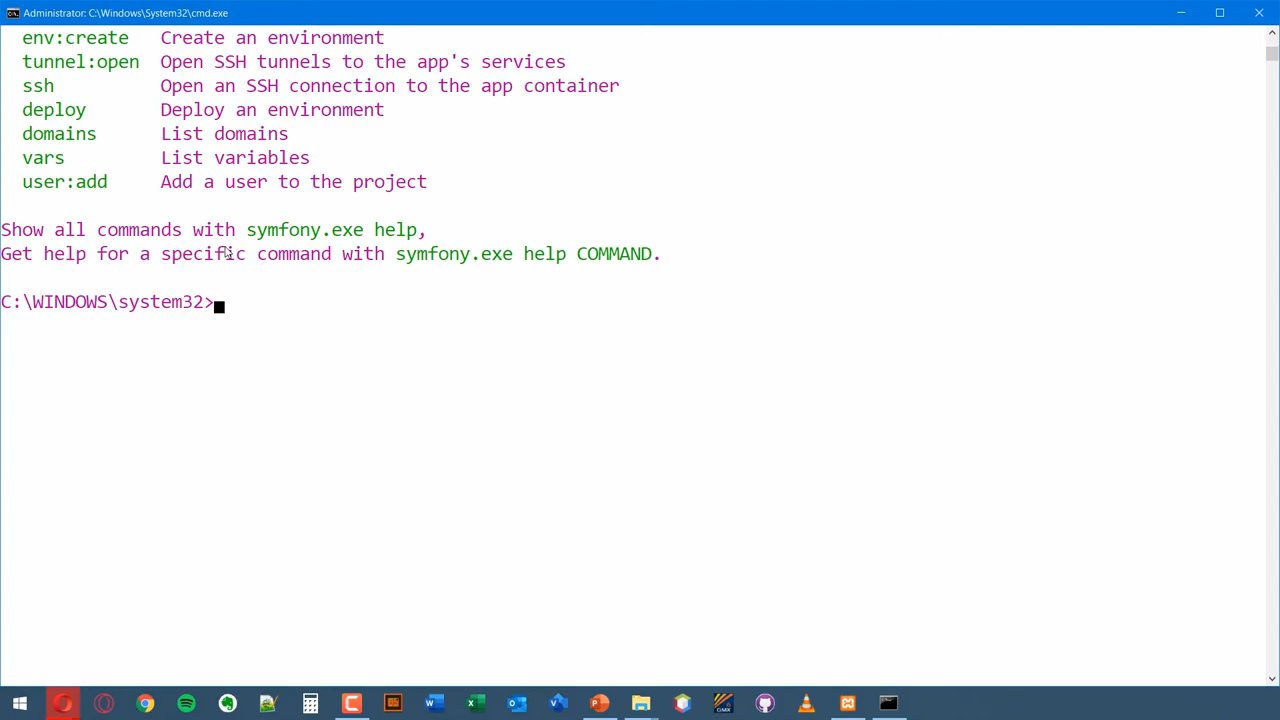 Administrator: C:\Windows\System32\cmd.exe
env:create Create an environment
tunnel:open Open SSH tunnels to the app's services
ssh Open an SSH connection to the app container
deploy Deploy an environment
domains List domains
vars List variables
user:add Add a user to the project
Show all commands with symfony.exe help,
Get help for a specific command with symfony.exe help COMMAND.
C:\WINDOWS\system32>
GMX